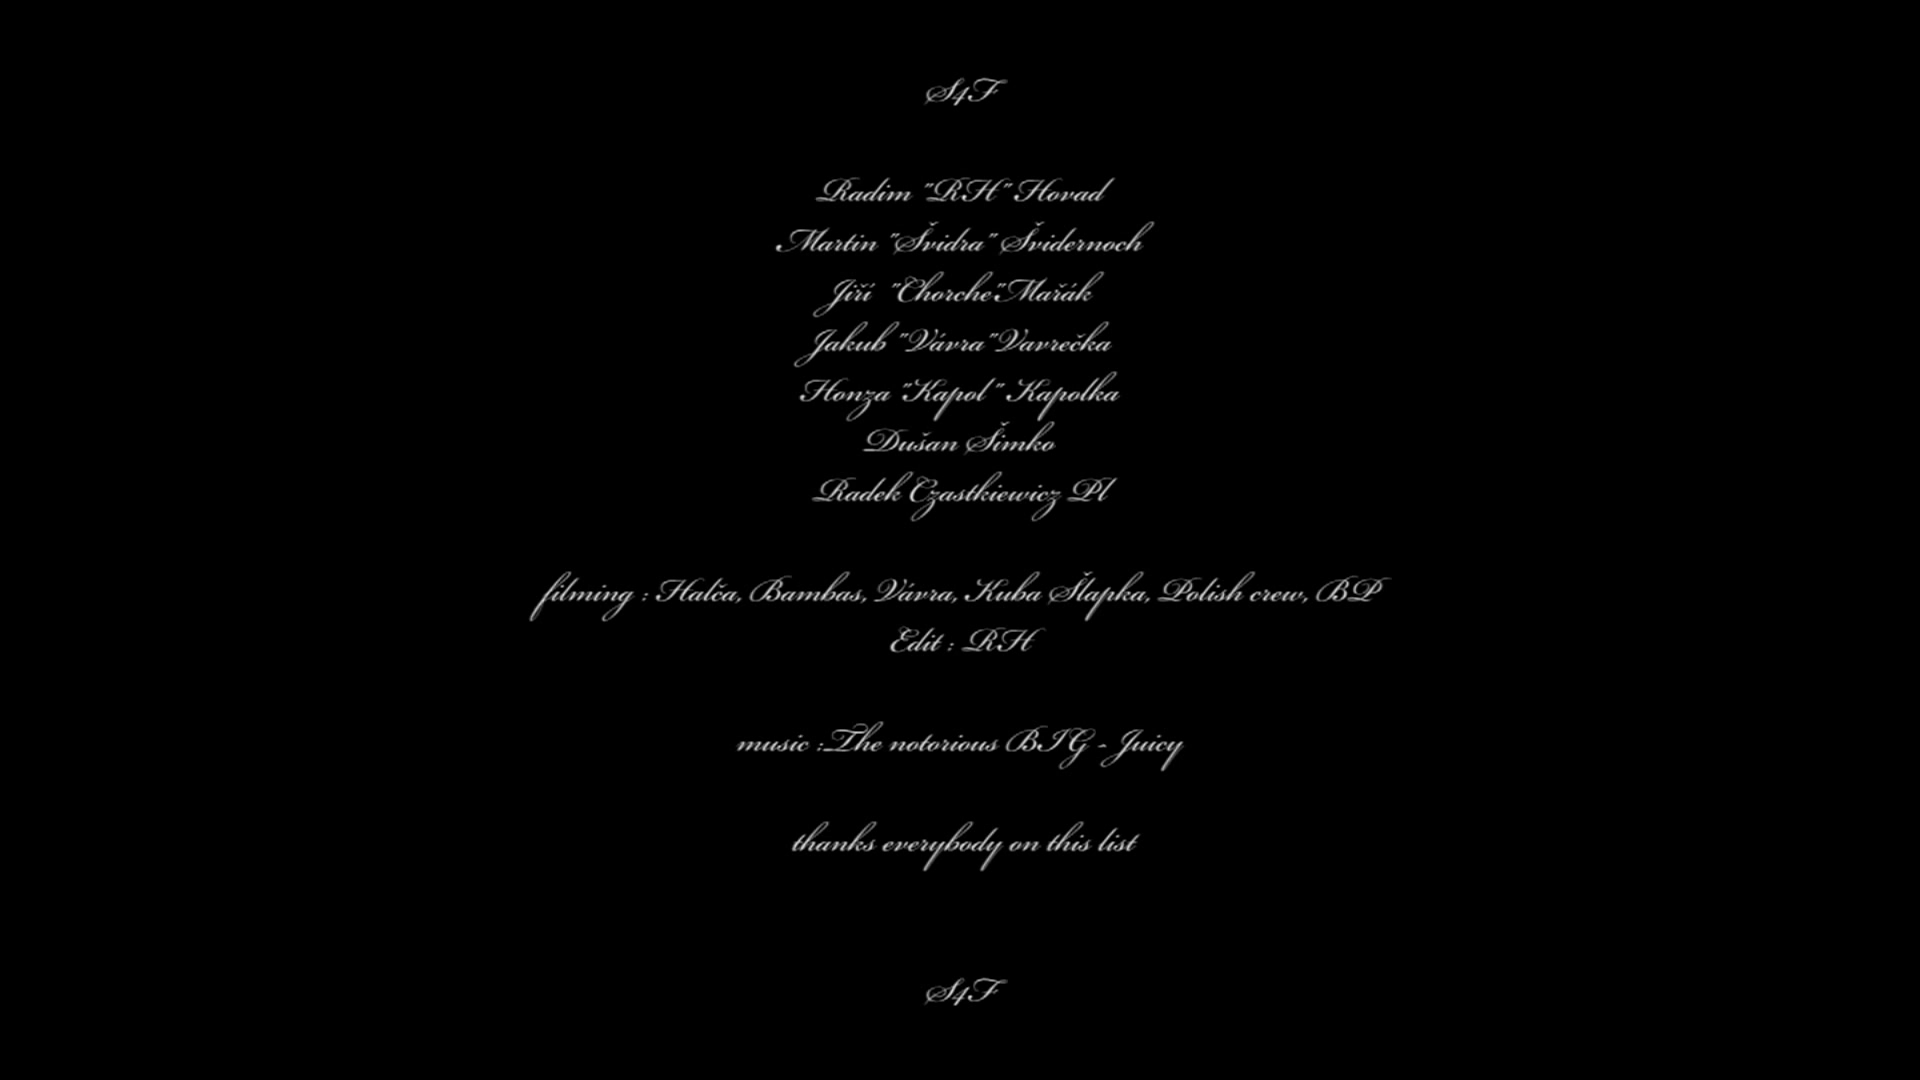 S4F
Radim "RH" Hovad
Martin "Švidra" Švidernoch
Jiří "Chorche"Mařák
Jakub "Vávra"Vavrečka
Honza "Kapol" Kapolka
Dušan Šimko
Radek Czastkiewicz Pl
filming : Halča, Bambas, Vávra, Kuba Šlapka, Polish crew, BP
Edit : RH
music :The notorious BIG - Juicy
thanks everybody on this list
S4F